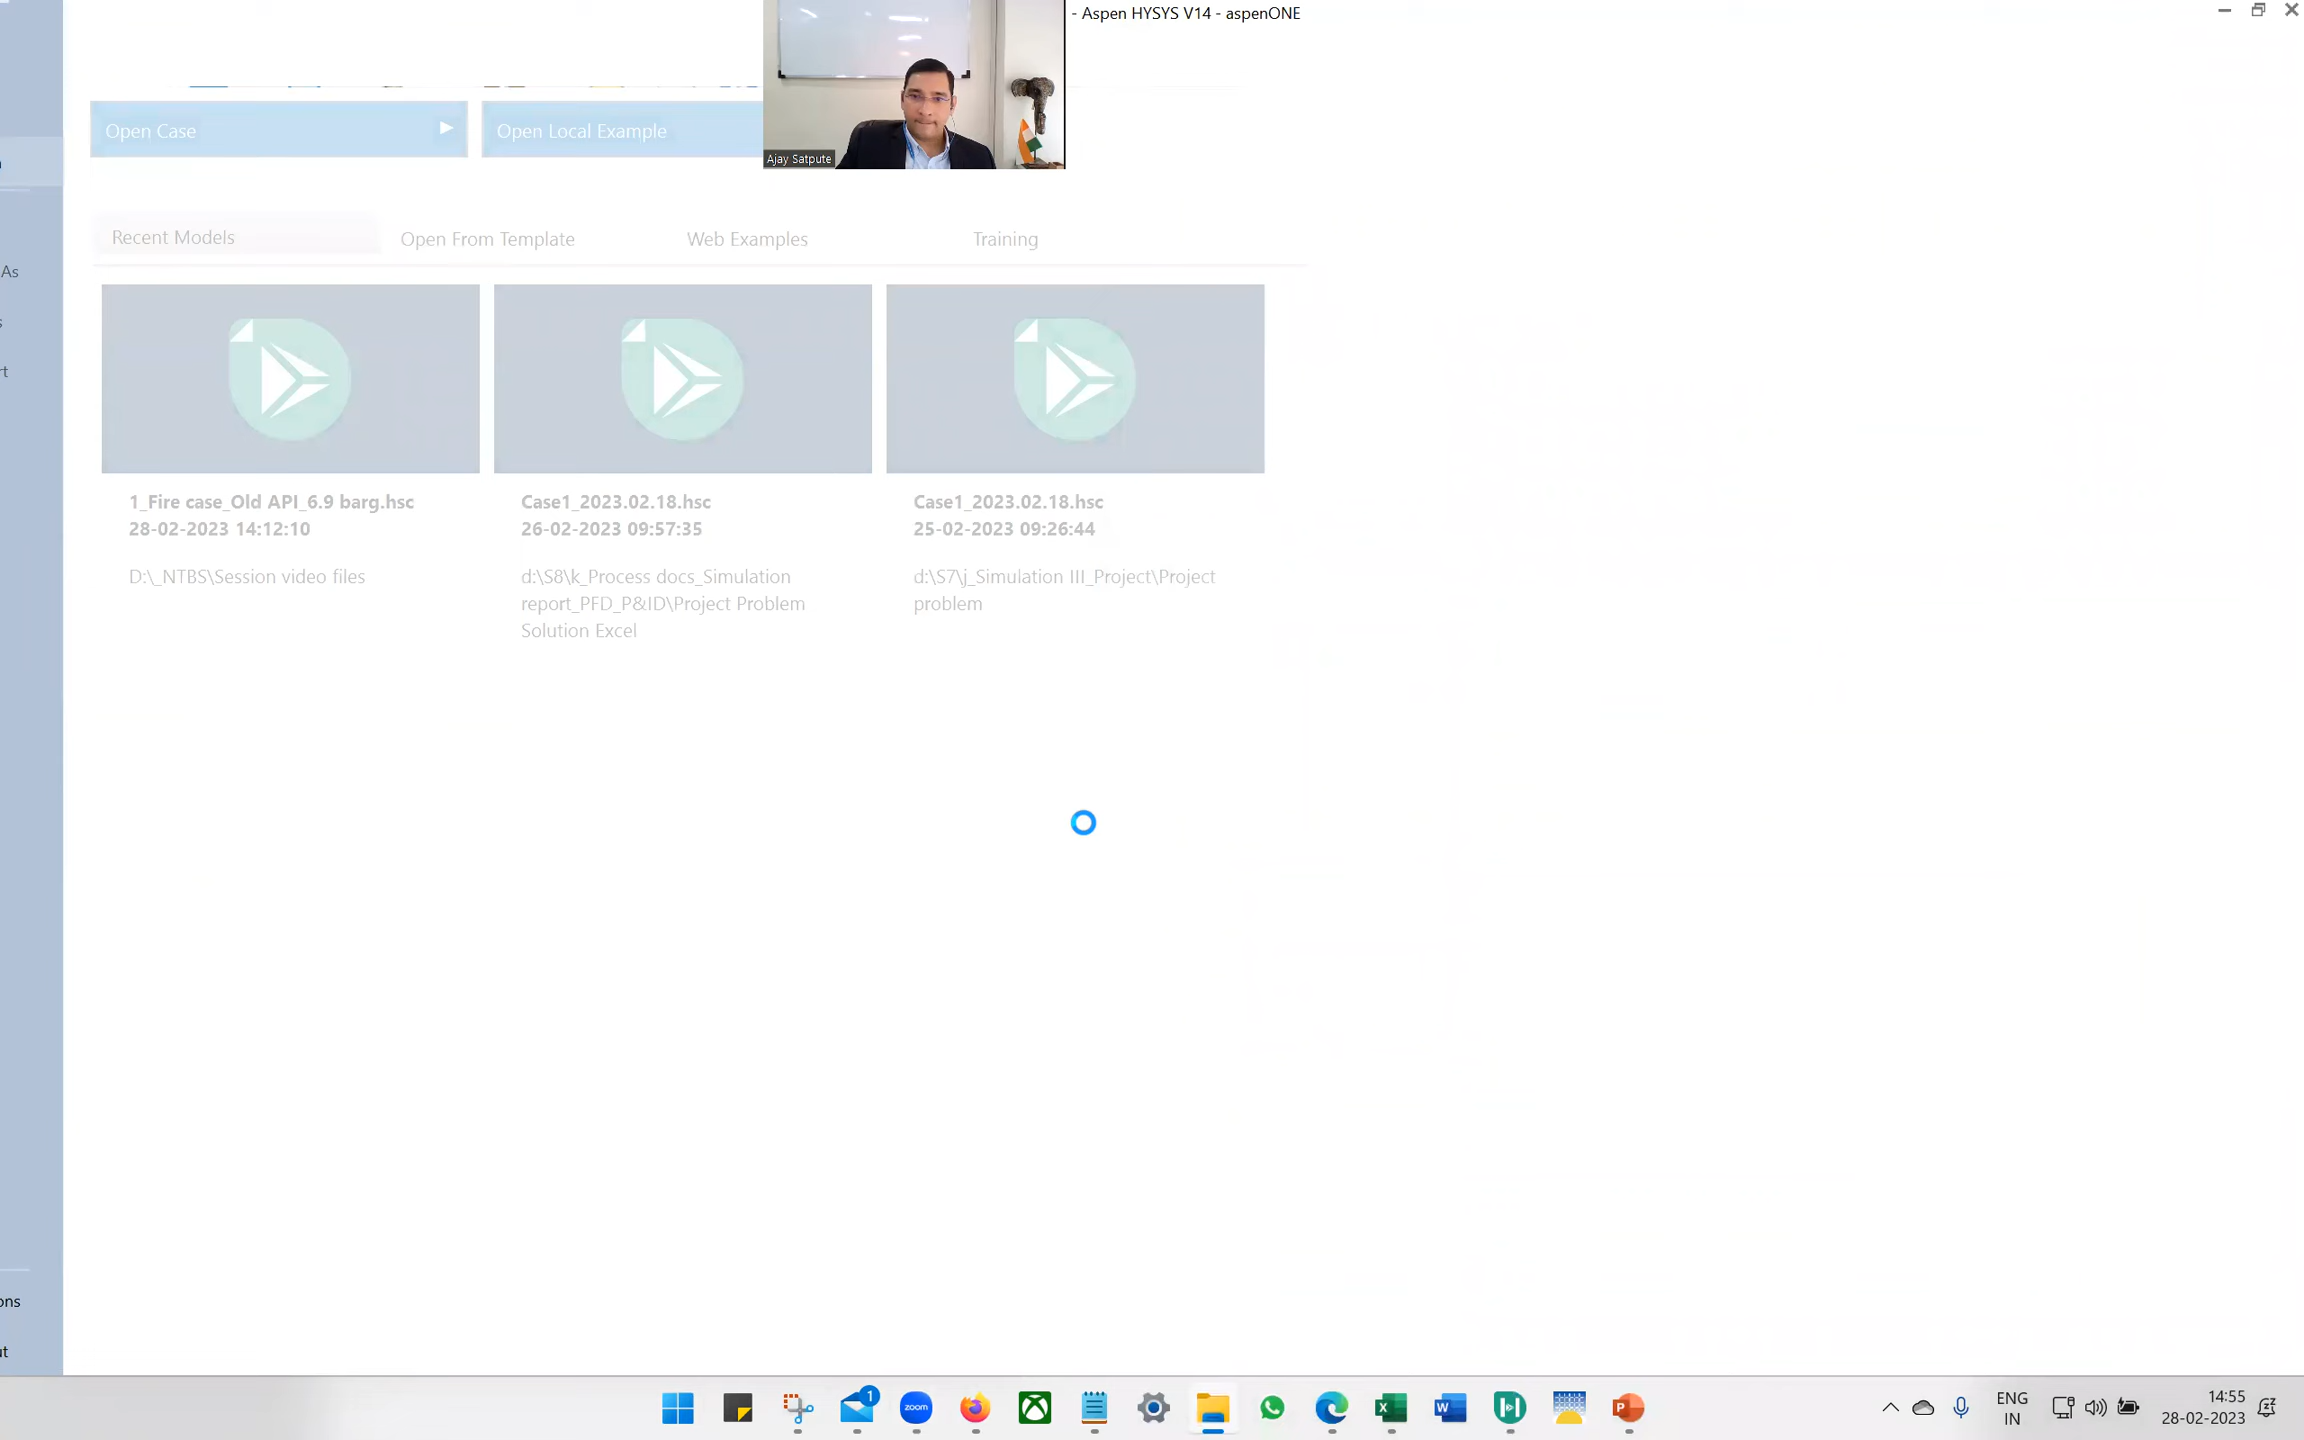 - Aspen HYSYS V14 - aspenONE
Open Case
Open Local Example
Ajay Satpute
Recent Models
Open From Template
Web Examples
Training
As
s
rt
1_Fire case_Old API_6.9 barg.hsc
28-02-2023 14:12:10
D:\_NTBS\Session video files
Case1_2023.02.18.hsc
26-02-2023 09:57:35
d:\S8\k_Process docs_Simulation
report_PFD_P&ID\Project Problem
Solution Excel
Case1_2023.02.18.hsc
25-02-2023 09:26:44
d:\S7\j_Simulation III_Project\Project
problem
ons
ut
1
zoom
ENG
IN
14:55
28-02-2023